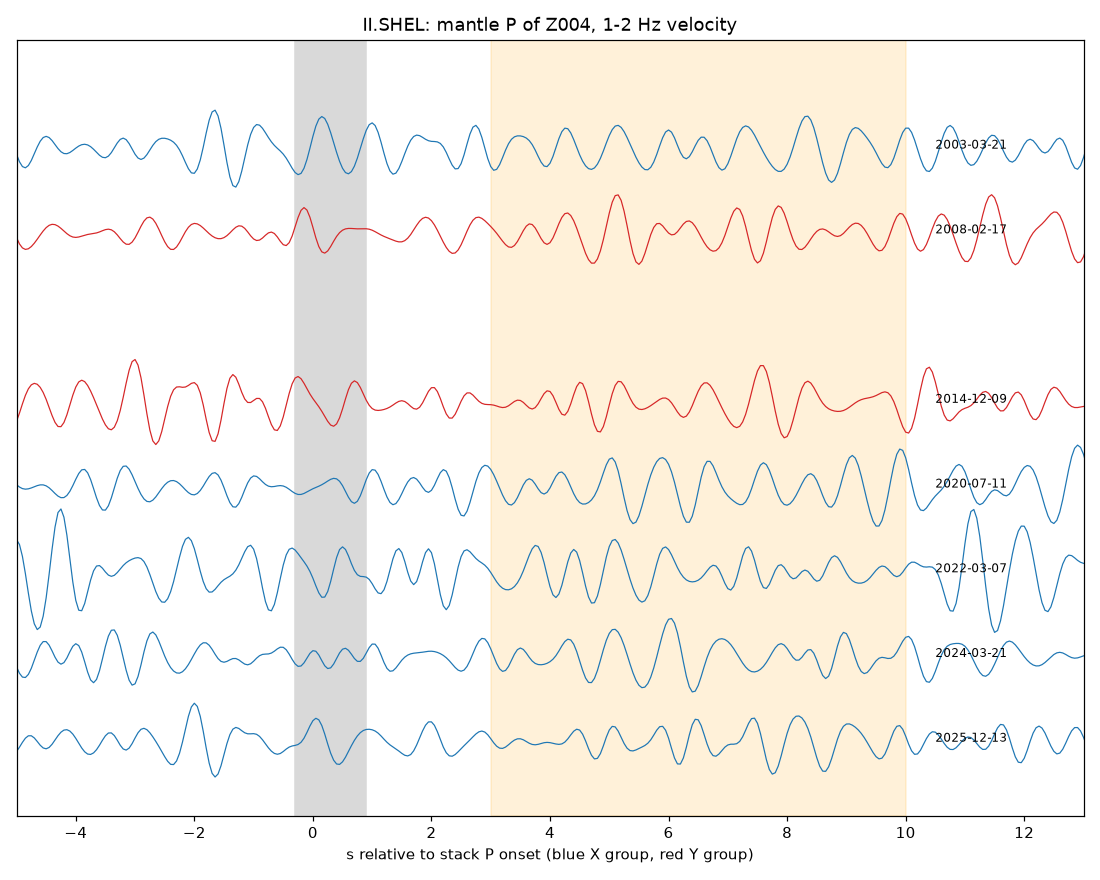 II.SHEL: mantle P of Z004, 1-2 Hz velocity
2003-03-21
2008-02-17
2014-12-09
2020-07-11
2022-03-07
2024-03-21
2025-12-13
−4 −2 0 2 4 6 8 10 12
s relative to stack P onset (blue X group, red Y group)